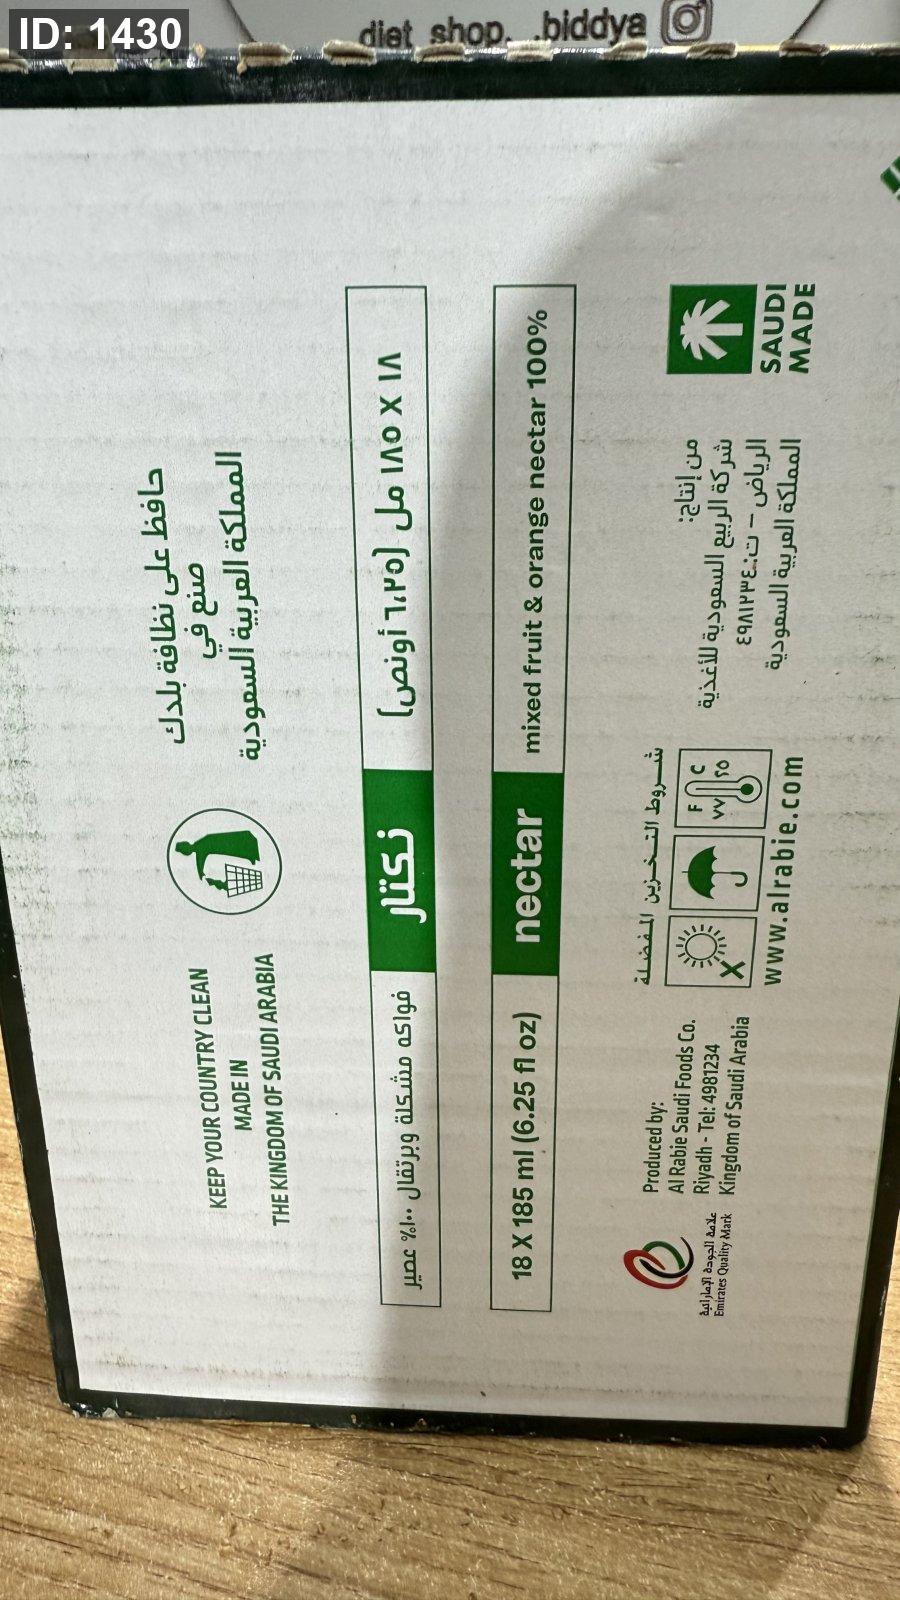 ID: 1430
diet_shop._.biddya
حافظ على نظافة بلدك
صنع في
المملكة العربية السعودية
KEEP YOUR COUNTRY CLEAN
MADE IN
THE KINGDOM OF SAUDI ARABIA
١٨ X ١٨٥ مل (٦،٢٥ أونص)
نكتار
فواكه مشكلة وبرتقال ١٠٠% عصير
18 X 185 ml (6.25 fl oz)
nectar
mixed fruit & orange nectar 100%
علامة الجودة الإماراتية
Emirates Quality Mark
Produced by:
Al Rabie Saudi Foods Co.
Riyadh - Tel: 4981234
Kingdom of Saudi Arabia
شروط التخزين المفضلة
F C
٧٧ ٢٥
www.alrabie.com
من إنتاج:
شركة الربيع السعودية للأغذية
الرياض – ت: ٤٩٨١٢٣٤
المملكة العربية السعودية
SAUDI
MADE